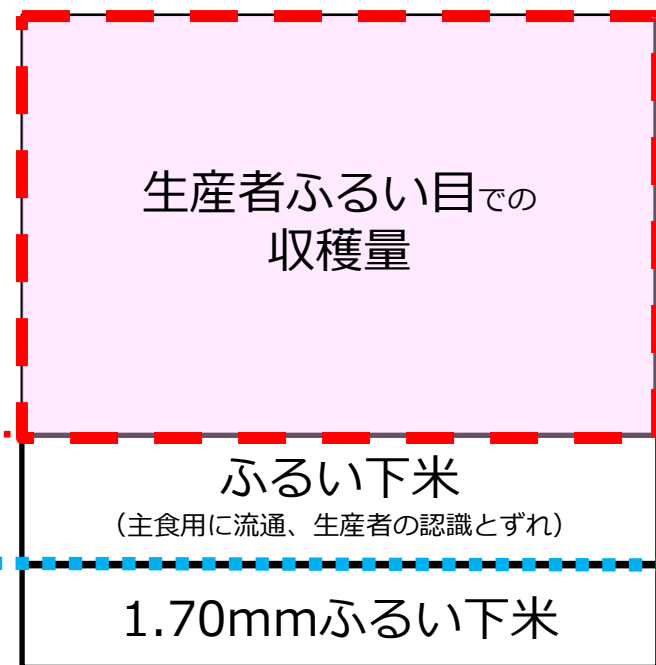 生産者ふるい目での
収穫量
ふるい下米
（主食用に流通、生産者の認識とずれ）
1.70mmふるい下米